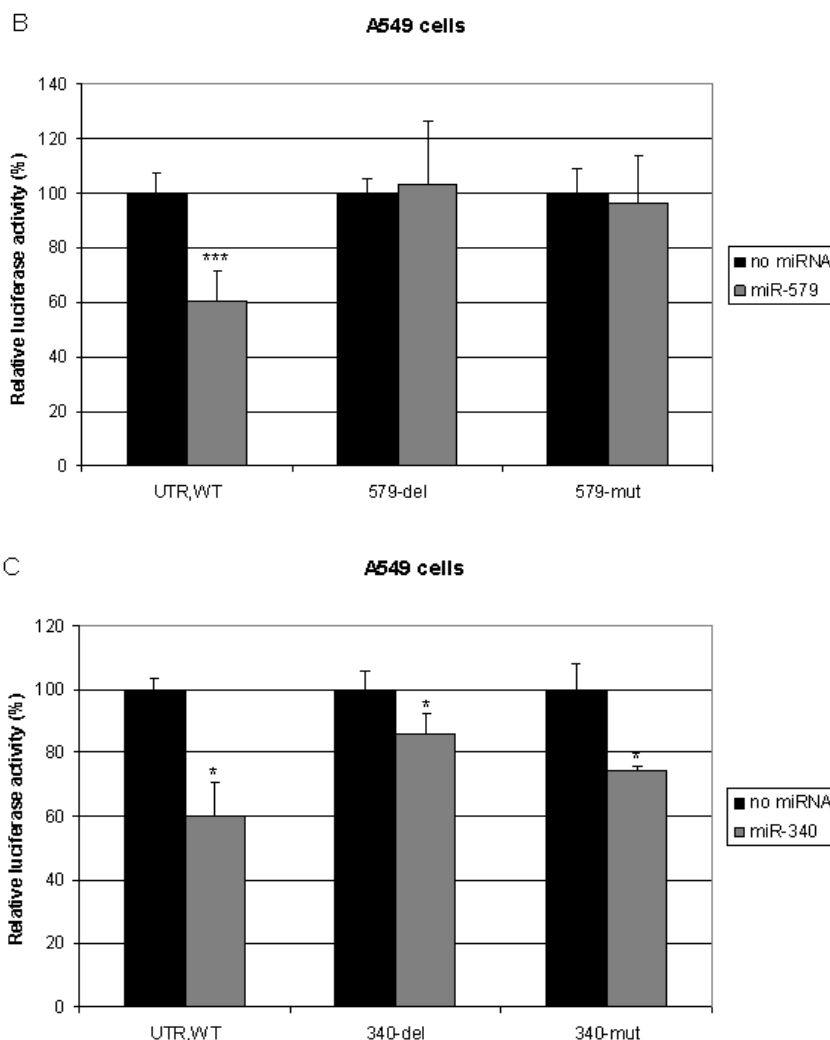 B
A549 cells
Relative luciferase activity (%)
140
120
100
80
60
40
20
0
***
UTR,WT
579-del
579-mut
no miRNA
miR-579
C
A549 cells
Relative luciferase activity (%)
120
100
80
60
40
20
0
*
*
*
UTR,WT
340-del
340-mut
no miRNA
miR-340